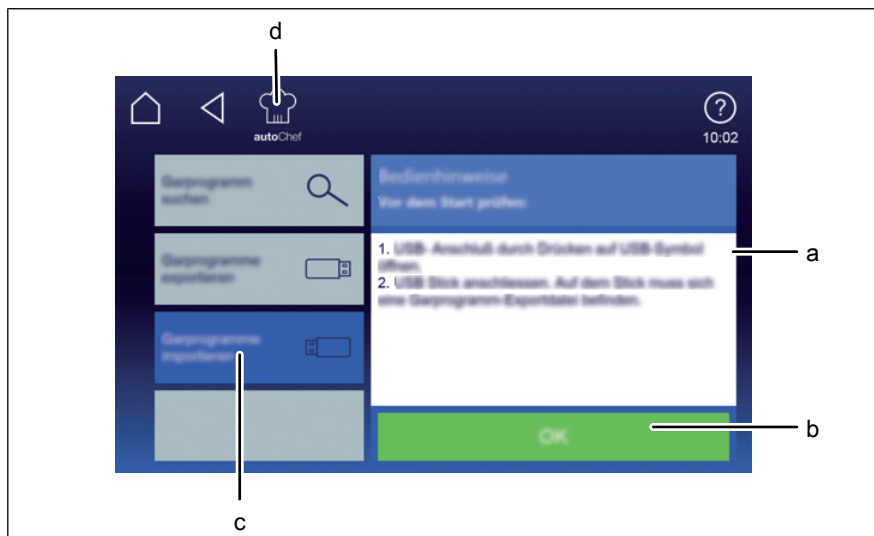 d
autoChef
?
10:02
Garprogramm
suchen
Bedienhinweise
Vor dem Start prüfen:
1. USB- Anschluß durch Drücken auf USB-Symbol
öffnen.
2. USB Stick anschliessen. Auf dem Stick muss sich
eine Garprogramm-Exportdatei befinden.
a
Garprogramme
exportieren
Garprogramme
importieren
OK
b
c